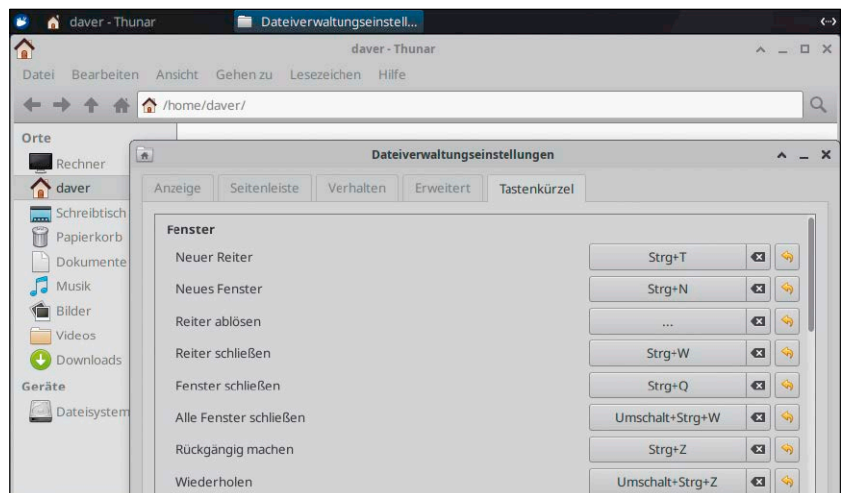 daver - Thunar
Dateiverwaltungseinstell...
daver - Thunar
Datei Bearbeiten Ansicht Gehen zu Lesezeichen Hilfe
/home/daver/
Orte
Rechner
daver
Schreibtisch
Papierkorb
Dokumente
Musik
Bilder
Videos
Downloads
Geräte
Dateisystem
Dateiverwaltungseinstellungen
Anzeige Seitenleiste Verhalten Erweitert Tastenkürzel
Fenster
Neuer Reiter Strg+T
Neues Fenster Strg+N
Reiter ablösen ...
Reiter schließen Strg+W
Fenster schließen Strg+Q
Alle Fenster schließen Umschalt+Strg+W
Rückgängig machen Strg+Z
Wiederholen Umschalt+Strg+Z